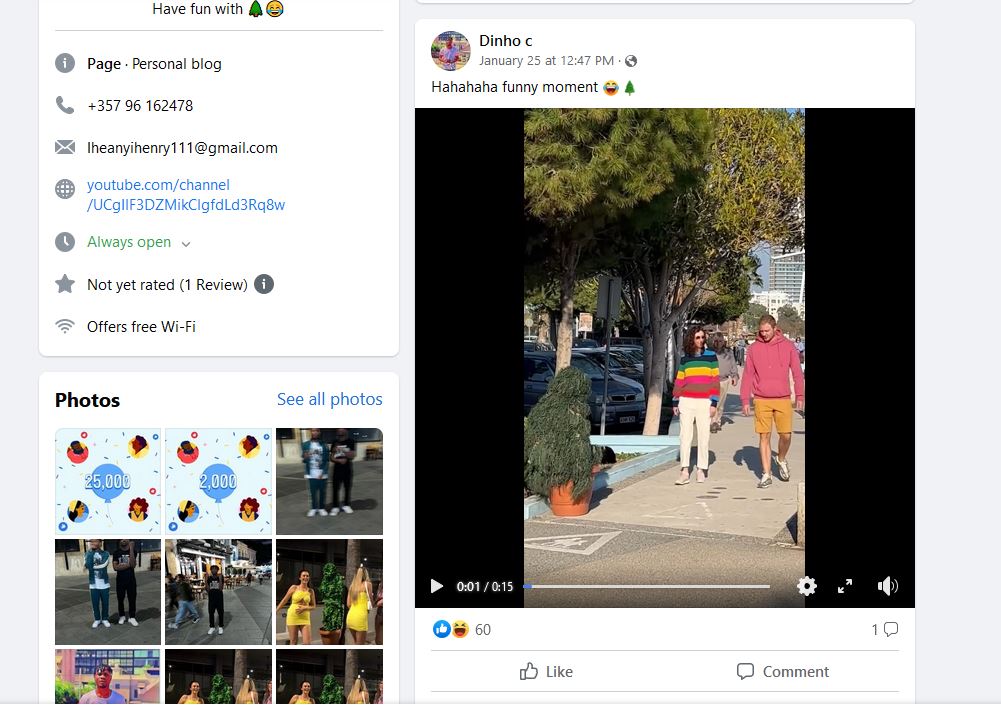 Have fun with 🌲😂
Page · Personal blog
+357 96 162478
Iheanyihenry111@gmail.com
youtube.com/channel
/UCgIIF3DZMikCIgfdLd3Rq8w
Always open
Not yet rated (1 Review)
Offers free Wi-Fi
Photos
See all photos
25,000
2,000
Dinho c
January 25 at 12:47 PM ·
Hahahaha funny moment 😂🌲
0:01 / 0:15
60
1
Like
Comment